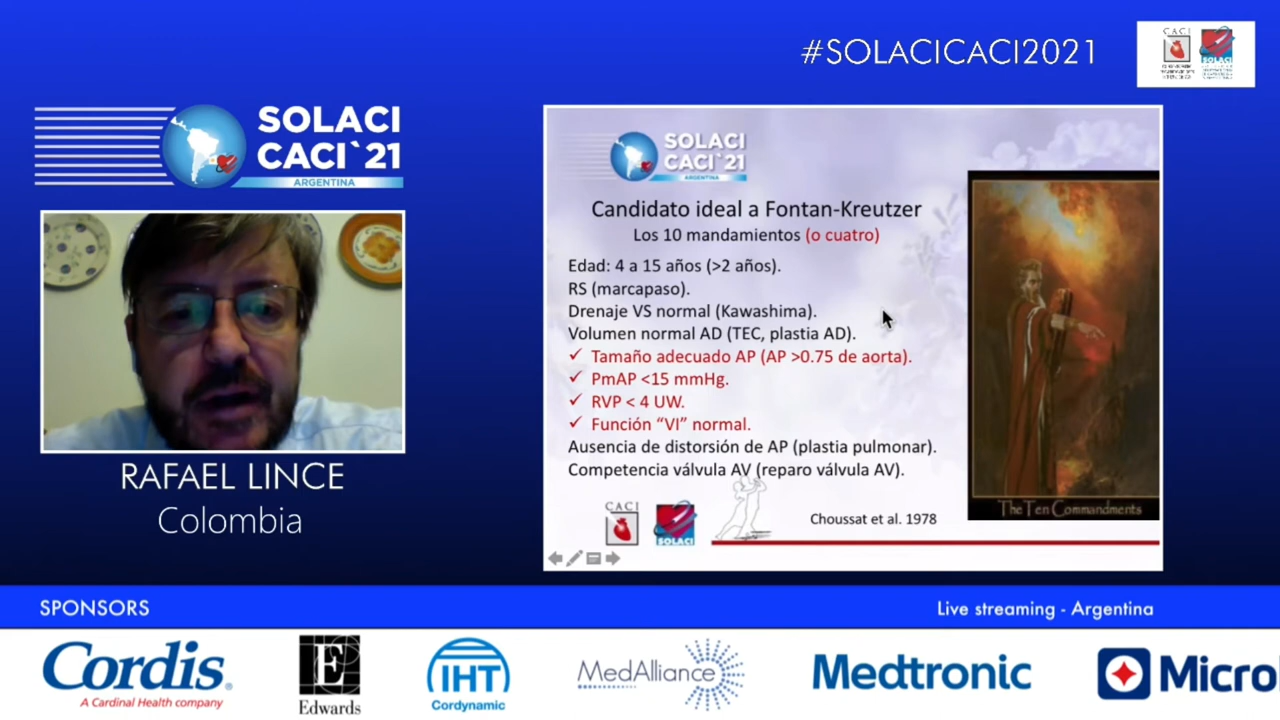 #SOLACICACI2021
CACI
SOLACI
SOLACI
CACI`21
ARGENTINA
RAFAEL LINCE
Colombia
SOLACI
CACI`21
ARGENTINA
Candidato ideal a Fontan-Kreutzer
Los 10 mandamientos (o cuatro)
Edad: 4 a 15 años (>2 años).
RS (marcapaso).
Drenaje VS normal (Kawashima).
Volumen normal AD (TEC, plastia AD).
✓ Tamaño adecuado AP (AP >0.75 de aorta).
✓ PmAP <15 mmHg.
✓ RVP < 4 UW.
✓ Función “VI” normal.
Ausencia de distorsión de AP (plastia pulmonar).
Competencia válvula AV (reparo válvula AV).
The Ten Commandments
CACI
SOLACI
Choussat et al. 1978
SPONSORS
Live streaming - Argentina
Cordis.
A Cardinal Health company
E
Edwards
IHT
Cordynamic
MedAlliance
Medtronic
Micro